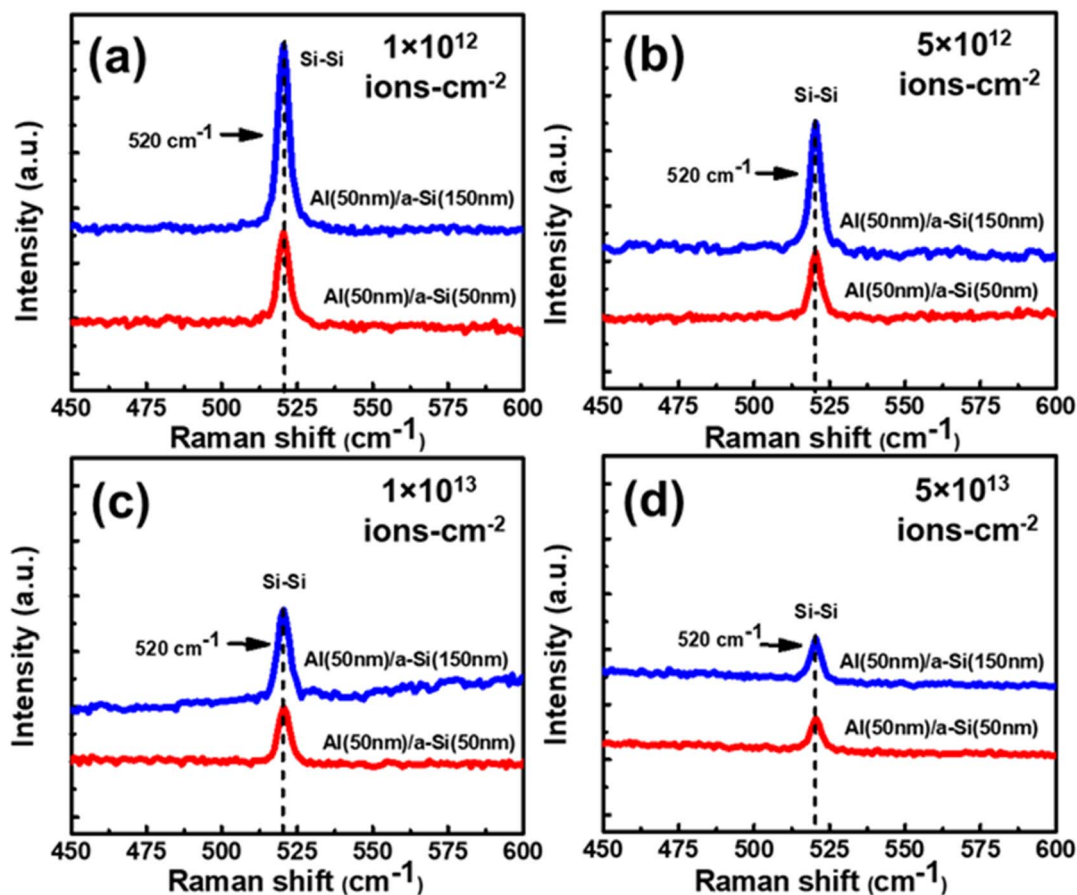 (a)
1×10¹²
ions-cm⁻²
Si-Si
520 cm⁻¹
Al(50nm)/a-Si(150nm)
Al(50nm)/a-Si(50nm)
Intensity (a.u.)
450 475 500 525 550 575 600
Raman shift (cm⁻¹)
(b)
5×10¹²
ions-cm⁻²
Si-Si
520 cm⁻¹
Al(50nm)/a-Si(150nm)
Al(50nm)/a-Si(50nm)
Intensity (a.u.)
450 475 500 525 550 575 600
Raman shift (cm⁻¹)
(c)
1×10¹³
ions-cm⁻²
Si-Si
520 cm⁻¹
Al(50nm)/a-Si(150nm)
Al(50nm)/a-Si(50nm)
Intensity (a.u.)
450 475 500 525 550 575 600
Raman shift (cm⁻¹)
(d)
5×10¹³
ions-cm⁻²
Si-Si
520 cm⁻¹
Al(50nm)/a-Si(150nm)
Al(50nm)/a-Si(50nm)
Intensity (a.u.)
450 475 500 525 550 575 600
Raman shift (cm⁻¹)